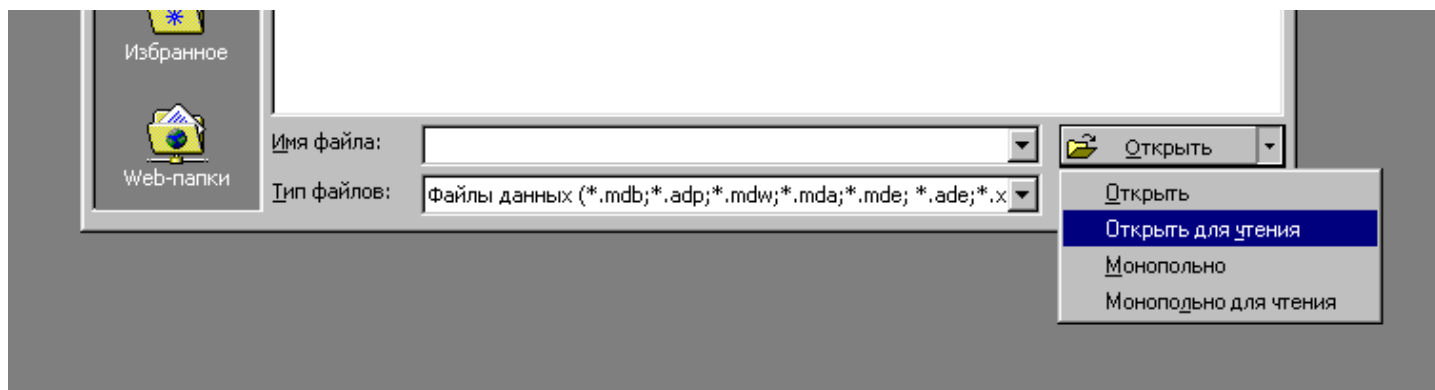 Избранное
Web-папки
Имя файла:
Открыть
Тип файлов:
Файлы данных (*.mdb;*.adp;*.mdw;*.mda;*.mde; *.ade;*.x
Открыть
Открыть для чтения
Монопольно
Монопольно для чтения